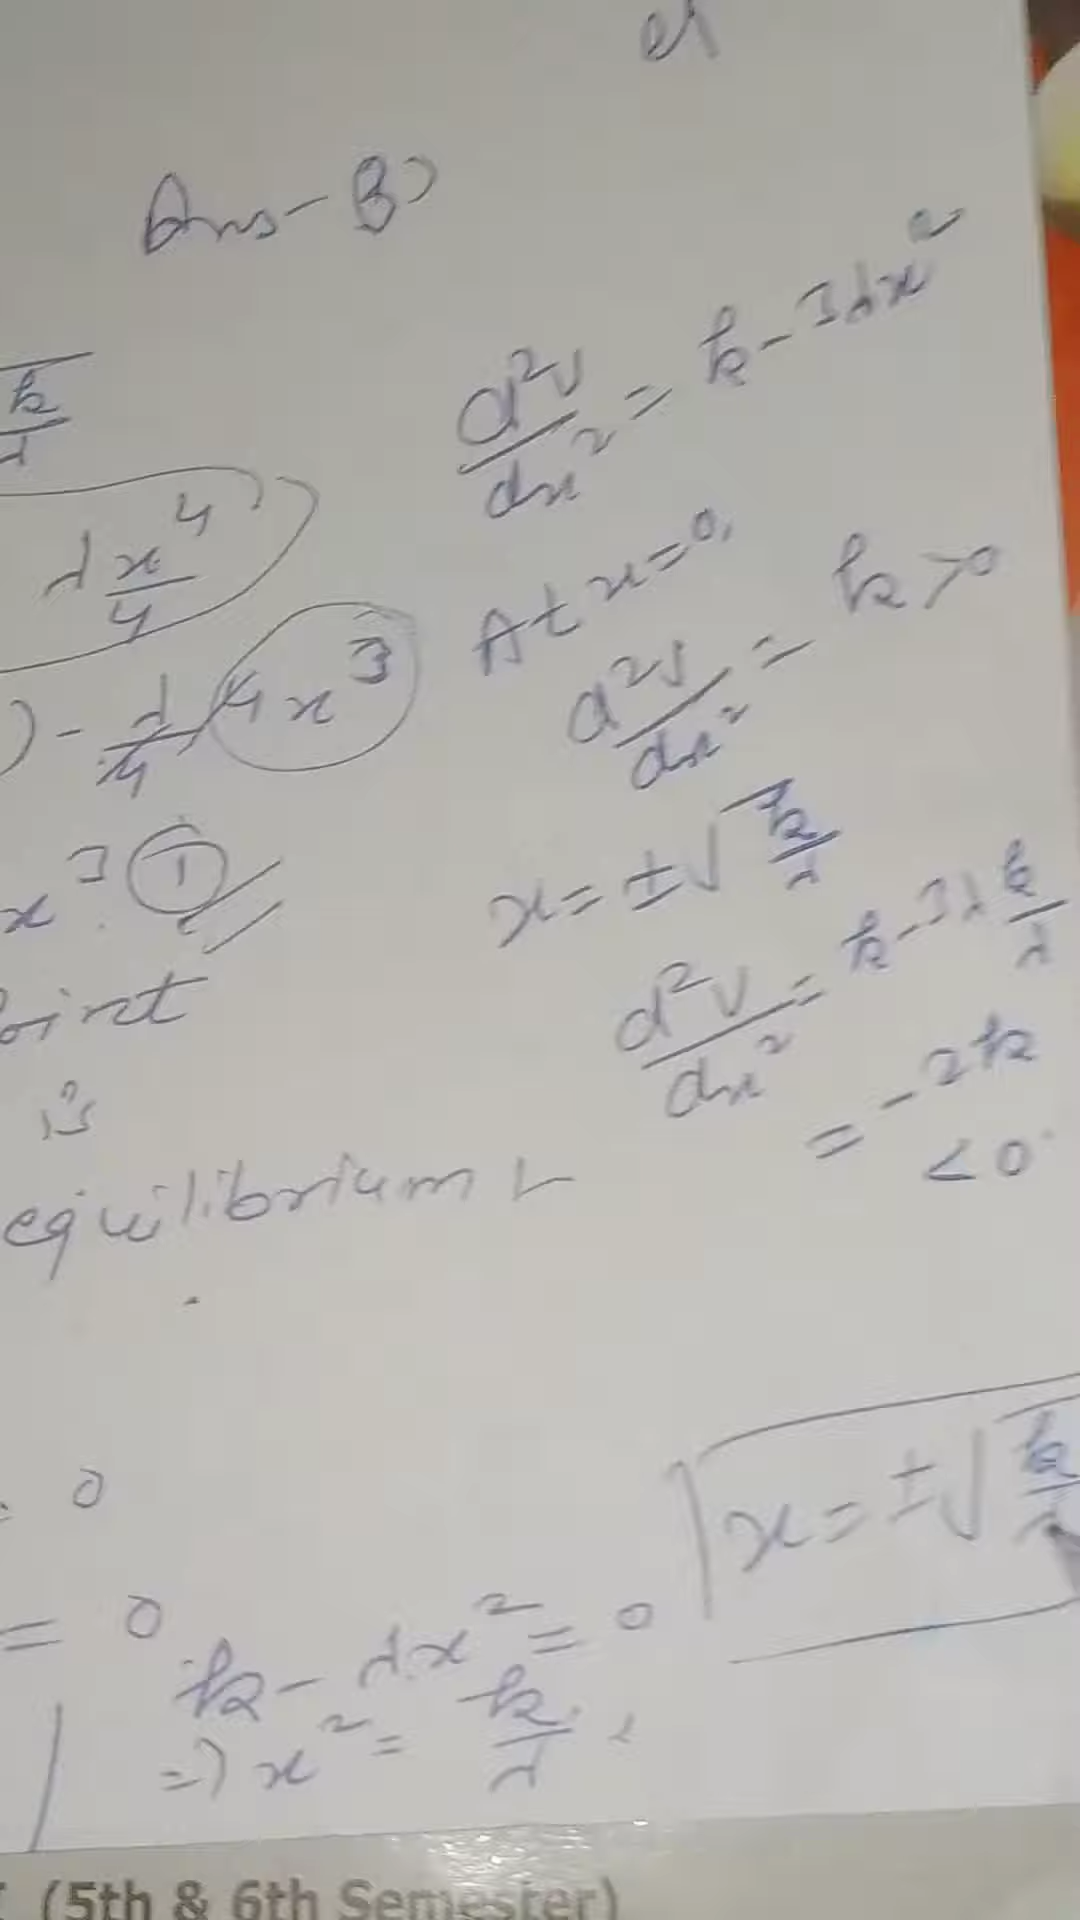 Ans-B)
k/λ
λ x⁴/4
) - λ/4 4x³
x³ ①
point
is
equilibrium
= 0
= 0
d²V/dx² = k - 3λx²
At x=0,
d²V/dx² = k >0
x = ±√k/λ
d²V/dx² = k - 3λ k/λ
= -2k
<0
x = ±√k/λ
k - λx² = 0
=) x² = k/λ
(5th & 6th Semester)